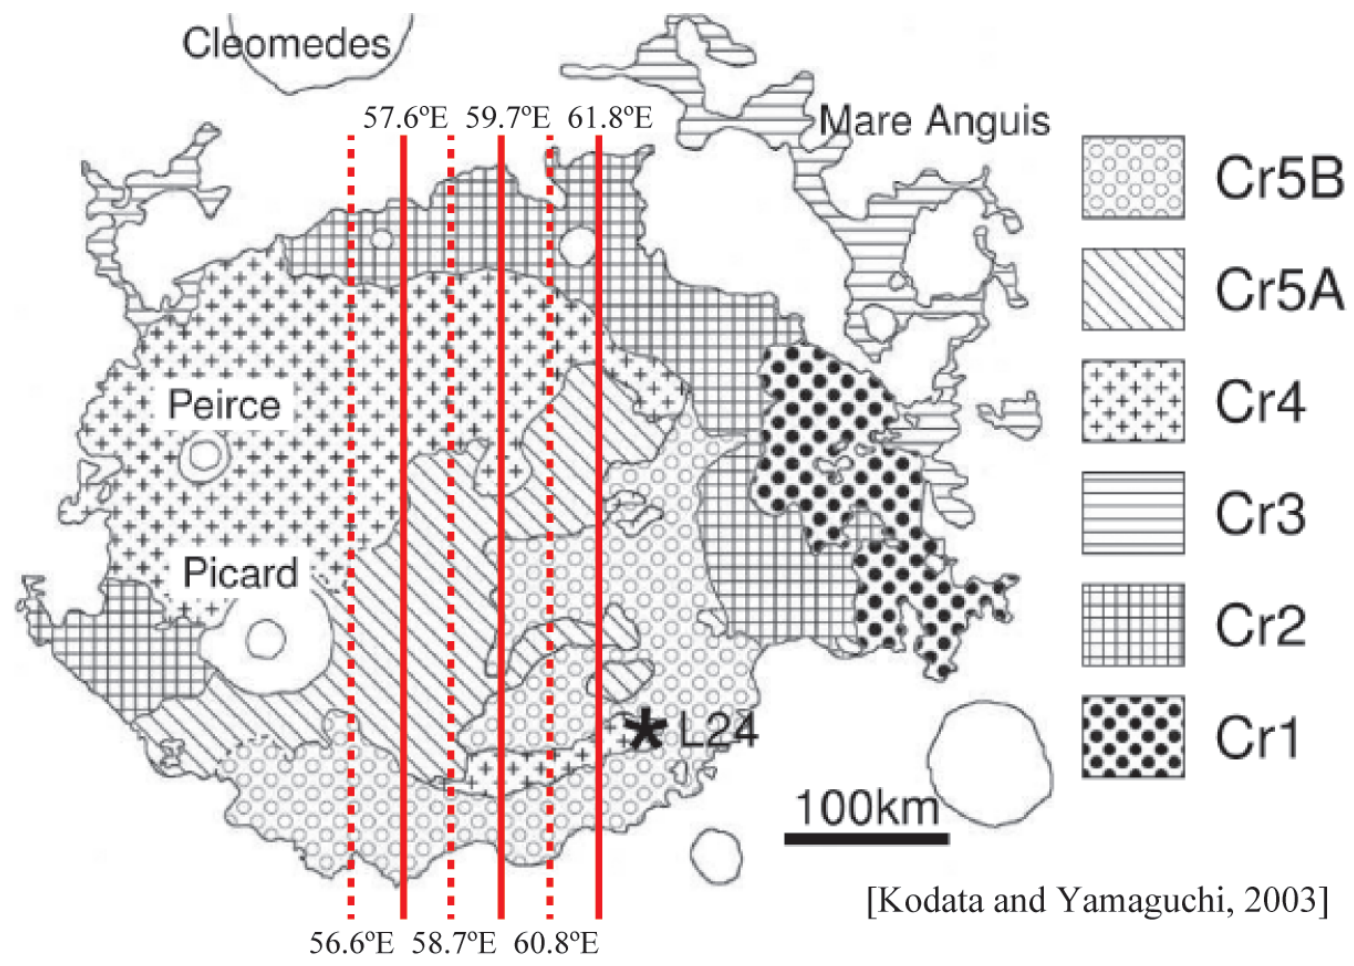 Cleomedes
57.6ºE 59.7ºE 61.8ºE
Mare Anguis
Cr5B
Cr5A
Peirce
Cr4
Cr3
Picard
Cr2
*L24
Cr1
100km
[Kodata and Yamaguchi, 2003]
56.6ºE 58.7ºE 60.8ºE